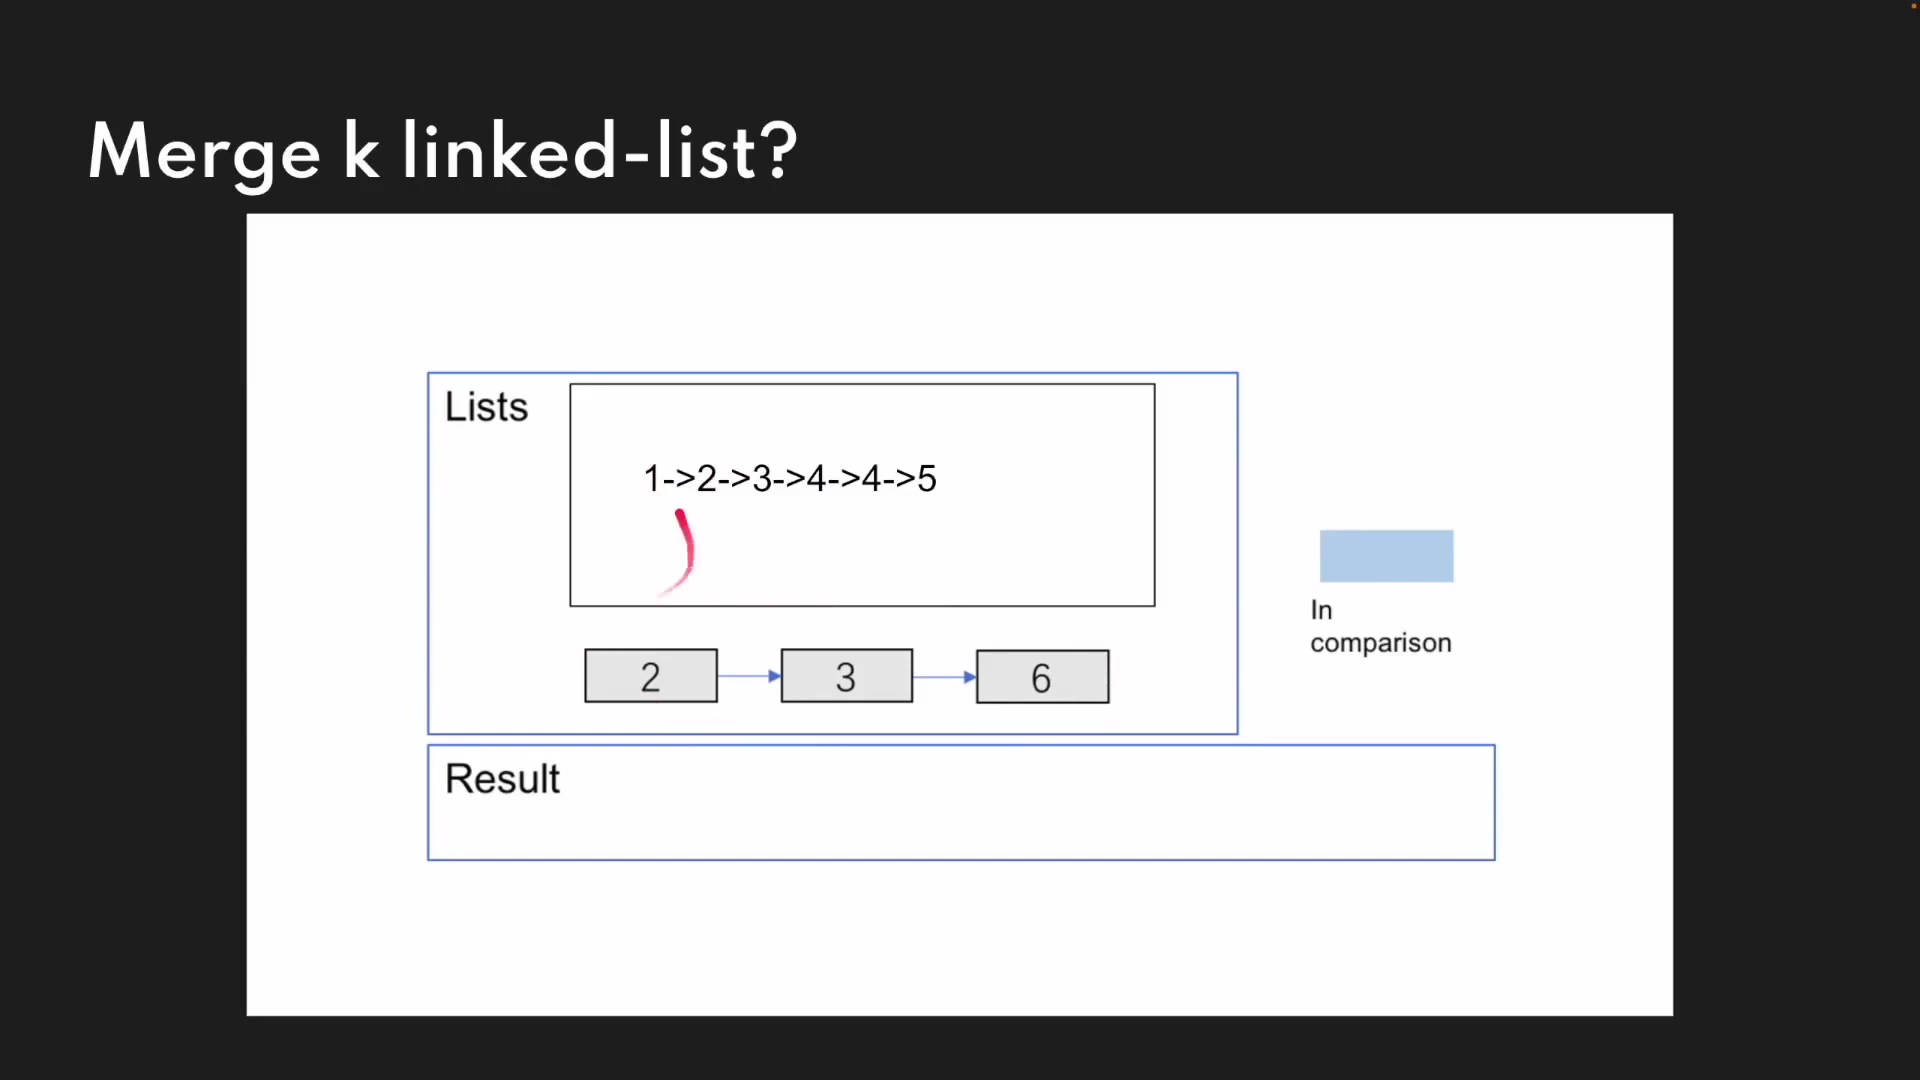 Merge k linked-list?
Lists
1->2->3->4->4->5
2
3
6
In
comparison
Result